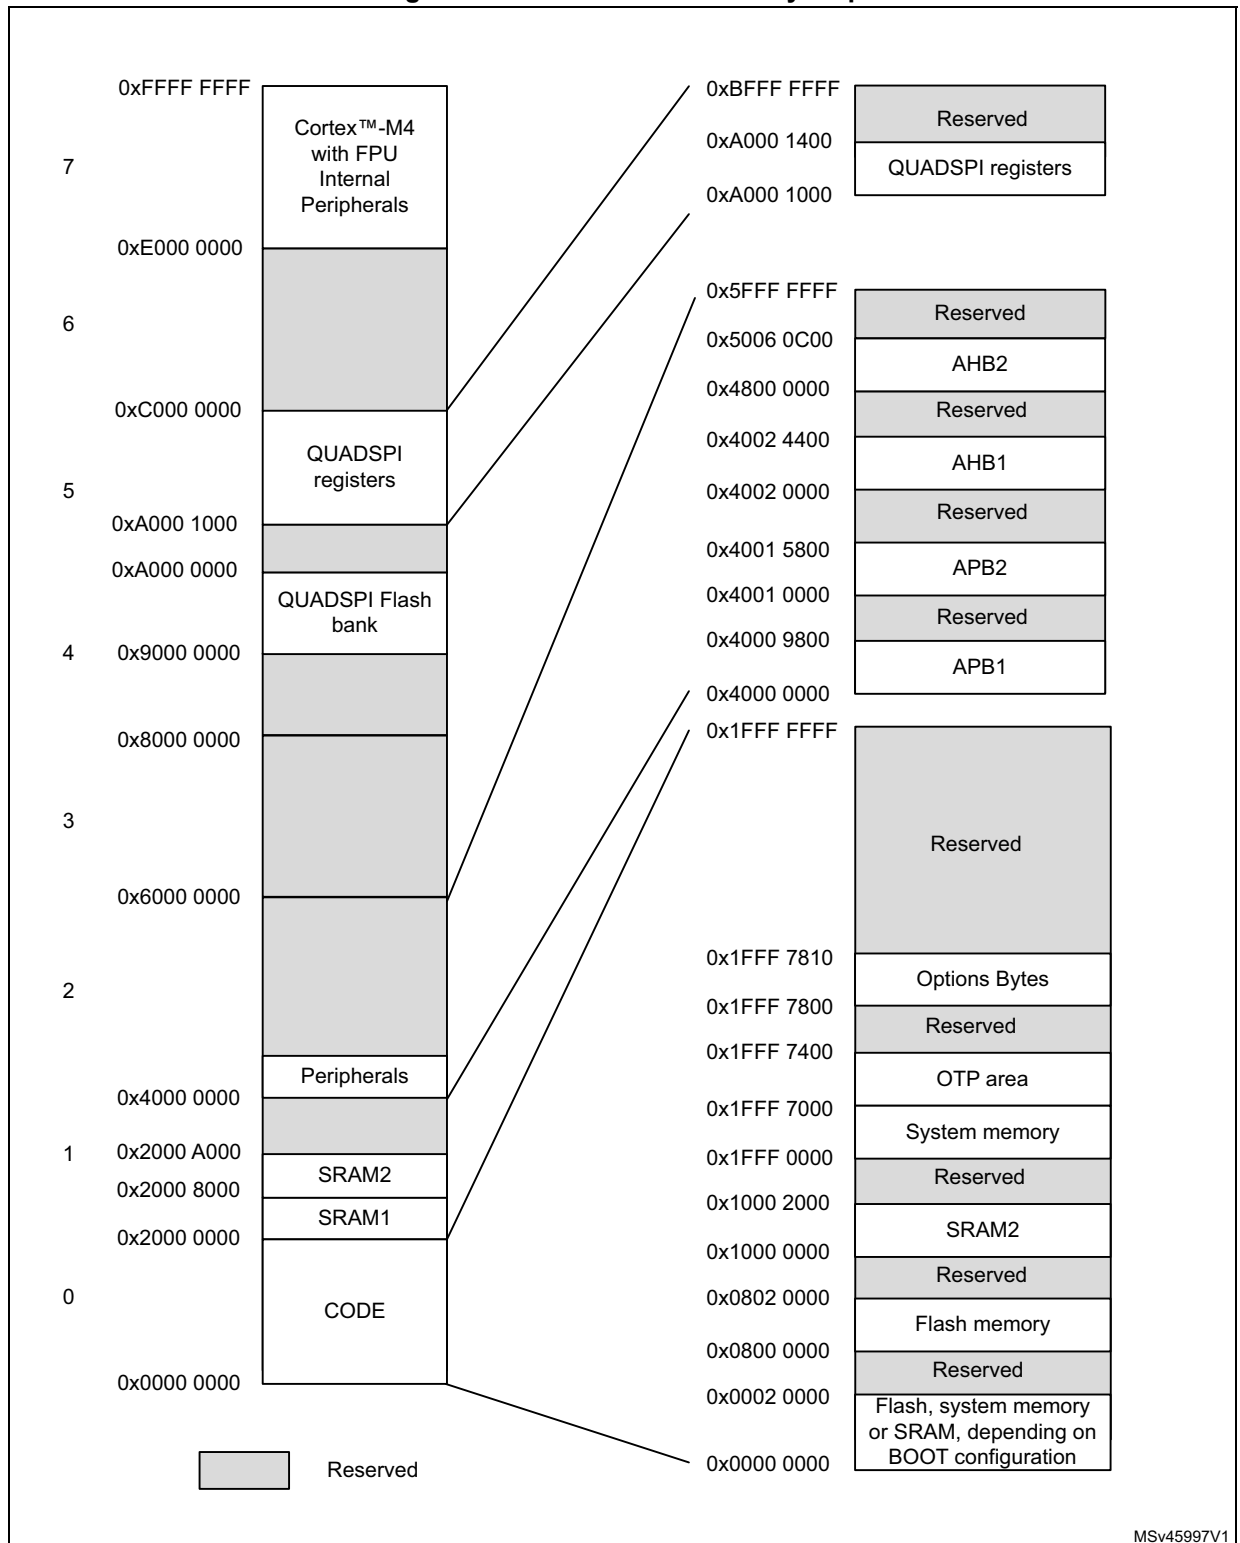 0xFFFF FFFF
Cortex™-M4
with FPU
Internal
Peripherals
7
0xE000 0000
6
0xC000 0000
QUADSPI
registers
5
0xA000 1000
0xA000 0000
QUADSPI Flash
bank
4
0x9000 0000
0x8000 0000
3
0x6000 0000
2
Peripherals
0x4000 0000
1
0x2000 A000
SRAM2
0x2000 8000
SRAM1
0x2000 0000
0
CODE
0x0000 0000
Reserved
0xBFFF FFFF
Reserved
0xA000 1400
QUADSPI registers
0xA000 1000
0x5FFF FFFF
Reserved
0x5006 0C00
AHB2
0x4800 0000
Reserved
0x4002 4400
AHB1
0x4002 0000
Reserved
0x4001 5800
APB2
0x4001 0000
Reserved
0x4000 9800
APB1
0x4000 0000
0x1FFF FFFF
Reserved
0x1FFF 7810
Options Bytes
0x1FFF 7800
Reserved
0x1FFF 7400
OTP area
0x1FFF 7000
System memory
0x1FFF 0000
Reserved
0x1000 2000
SRAM2
0x1000 0000
Reserved
0x0802 0000
Flash memory
0x0800 0000
Reserved
0x0002 0000
Flash, system memory
or SRAM, depending on
BOOT configuration
0x0000 0000
MSv45997V1